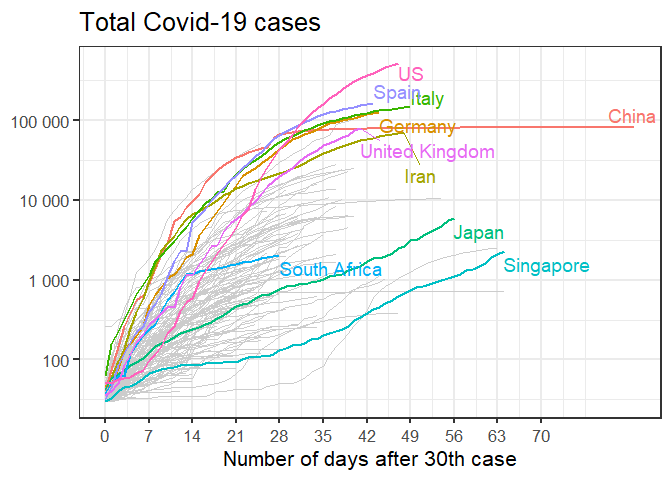 Total Covid-19 cases
US
Spain
Italy
China
100 000
Germany
United Kingdom
Iran
10 000
Japan
Singapore
South Africa
1 000
100
0 7 14 21 28 35 42 49 56 63 70
Number of days after 30th case